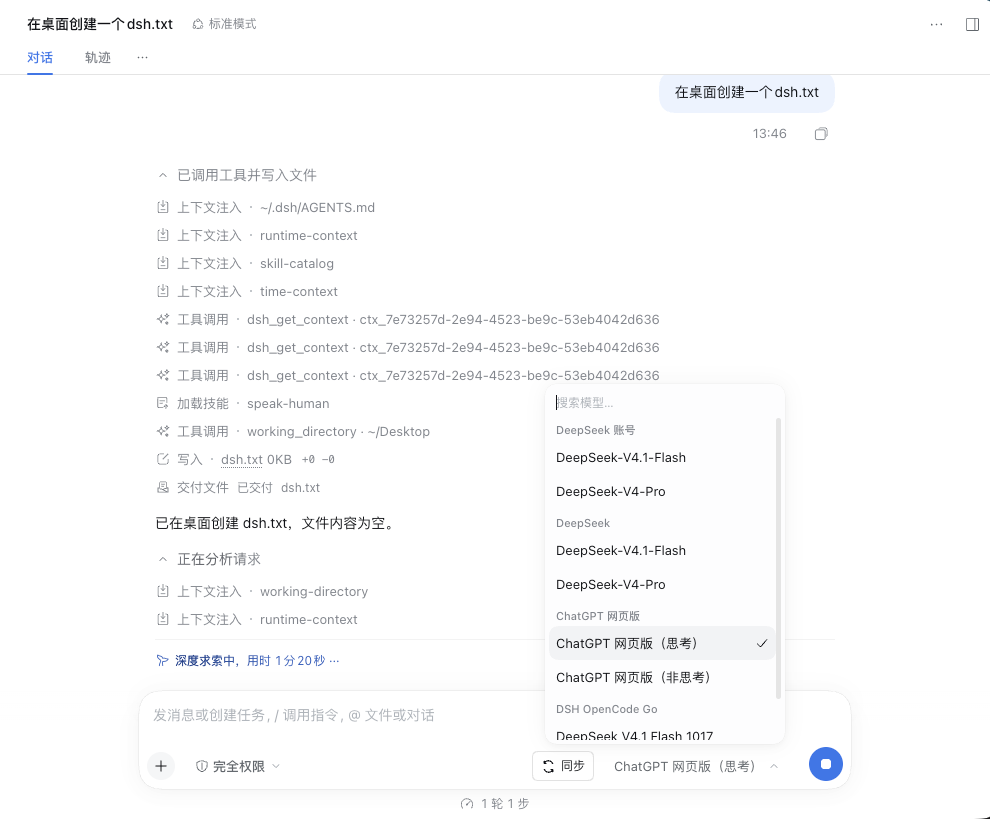 在桌面创建一个dsh.txt 标准模式
对话 轨迹 ···
在桌面创建一个dsh.txt
13:46
已调用工具并写入文件
上下文注入 · ~/.dsh/AGENTS.md
上下文注入 · runtime-context
上下文注入 · skill-catalog
上下文注入 · time-context
工具调用 · dsh_get_context · ctx_7e73257d-2e94-4523-be9c-53eb4042d636
工具调用 · dsh_get_context · ctx_7e73257d-2e94-4523-be9c-53eb4042d636
工具调用 · dsh_get_context · ctx_7e73257d-2e94-4523-be9c-53eb4042d636
加载技能 · speak-human
工具调用 · working_directory · ~/Desktop
写入 · dsh.txt 0KB +0 −0
交付文件 已交付 dsh.txt
已在桌面创建 dsh.txt，文件内容为空。
正在分析请求
上下文注入 · working-directory
上下文注入 · runtime-context
深度求索中，用时 1分20秒 ···
搜索模型...
DeepSeek 账号
DeepSeek-V4.1-Flash
DeepSeek-V4-Pro
DeepSeek
DeepSeek-V4.1-Flash
DeepSeek-V4-Pro
ChatGPT 网页版
ChatGPT 网页版（思考）
ChatGPT 网页版（非思考）
DSH OpenCode Go
DeepSeek V4.1 Flash 1017
发消息或创建任务, / 调用指令, @ 文件或对话
完全权限 同步 ChatGPT 网页版（思考）
1 轮 1 步